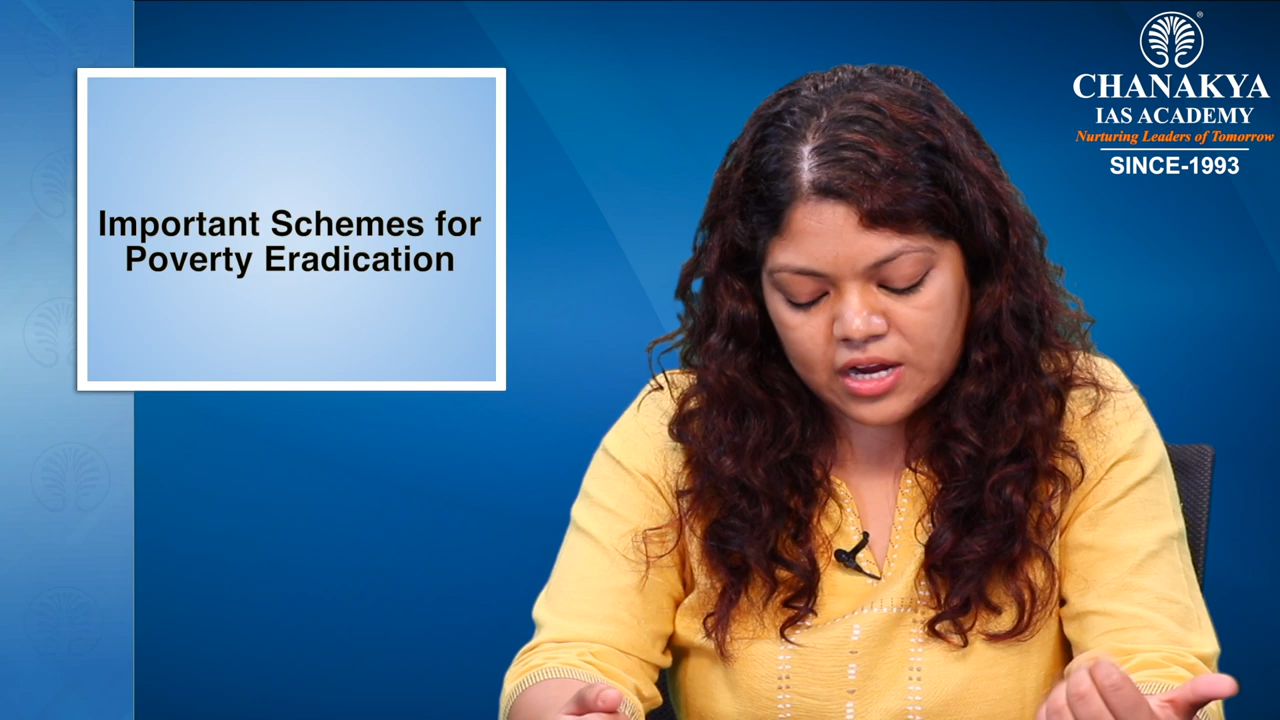 Important Schemes for
Poverty Eradication
®
CHANAKYA
IAS ACADEMY
Nurturing Leaders of Tomorrow
SINCE-1993